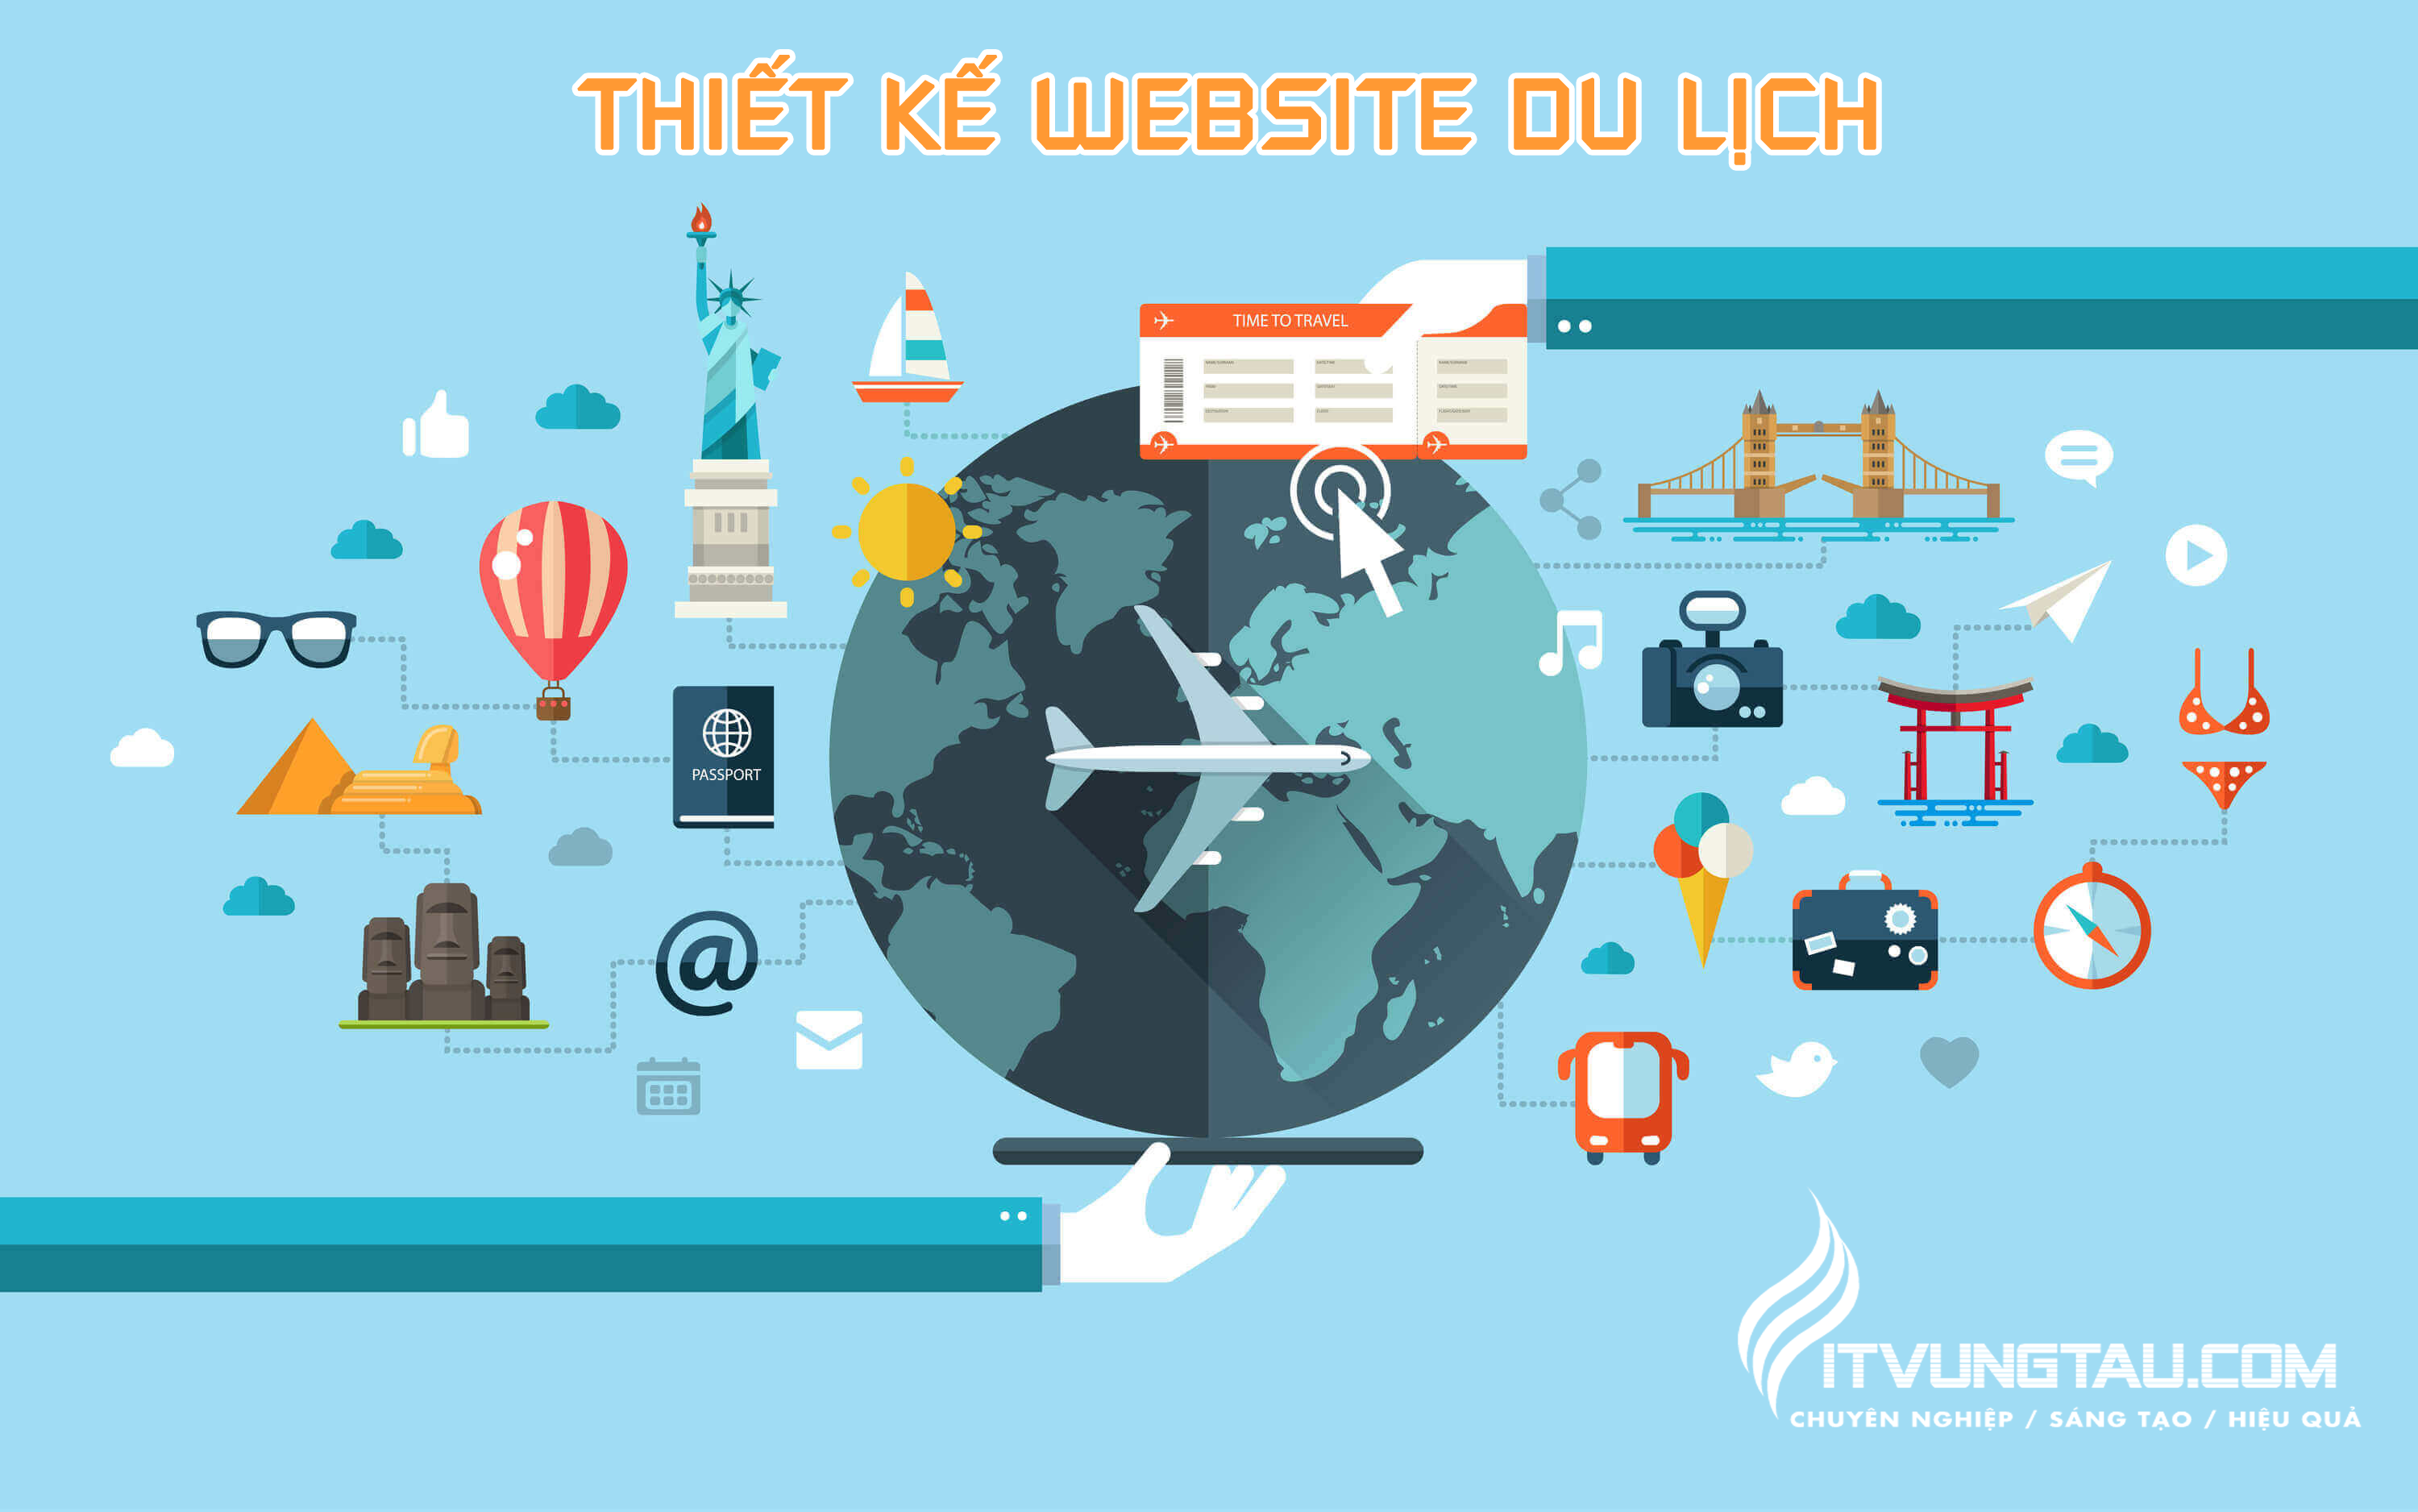 THIẾT KẾ WEBSITE DU LỊCH
TIME TO TRAVEL
PASSPORT
@
ITVUNGTAU.COM
CHUYÊN NGHIỆP / SÁNG TẠO / HIỆU QUẢ